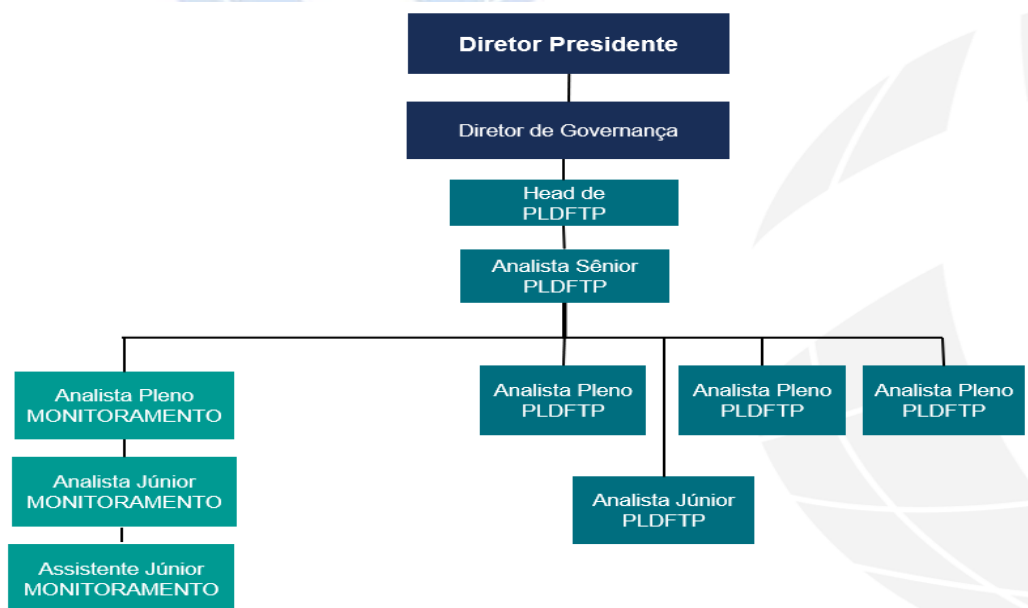 Diretor Presidente
Diretor de Governança
Head de
PLDFTP
Analista Sênior
PLDFTP
Analista Pleno
MONITORAMENTO
Analista Pleno
PLDFTP
Analista Pleno
PLDFTP
Analista Pleno
PLDFTP
Analista Júnior
MONITORAMENTO
Analista Júnior
PLDFTP
Assistente Júnior
MONITORAMENTO